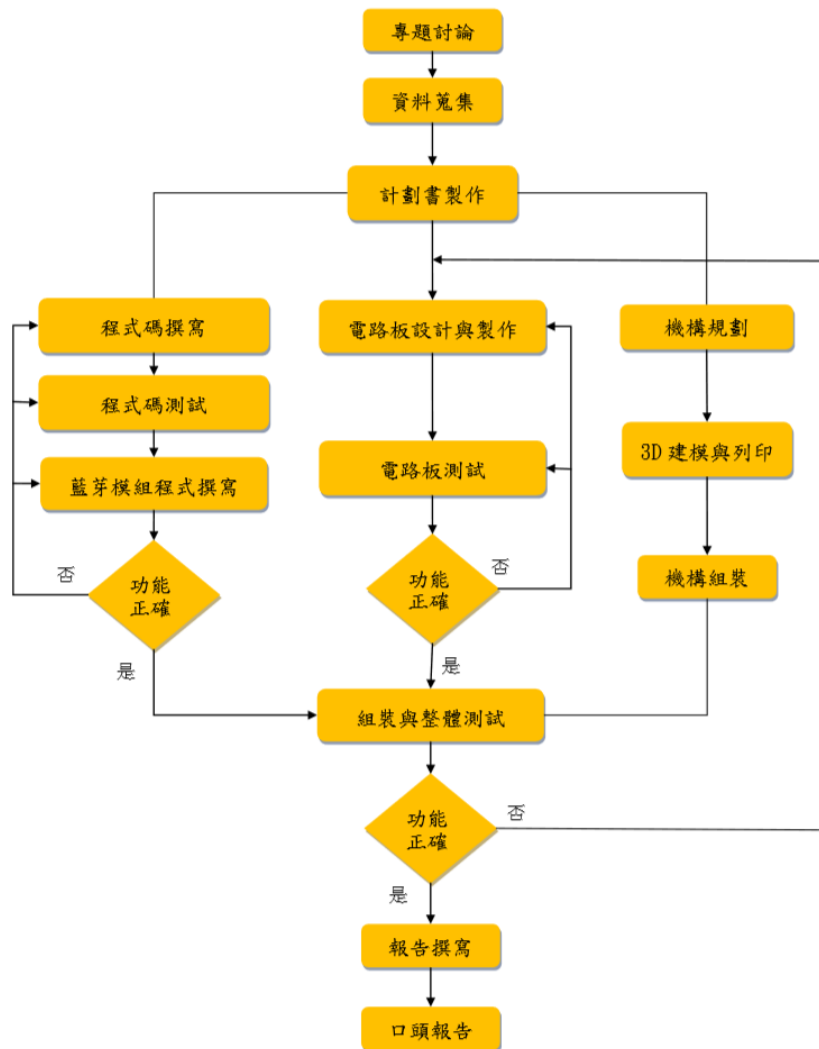 專題討論
資料蒐集
計劃書製作
程式碼撰寫
電路板設計與製作
機構規劃
程式碼測試
電路板測試
3D 建模與列印
藍芽模組程式撰寫
否
功能
正確
功能
正確
否
機構組裝
是
是
組裝與整體測試
功能
正確
否
是
報告撰寫
口頭報告